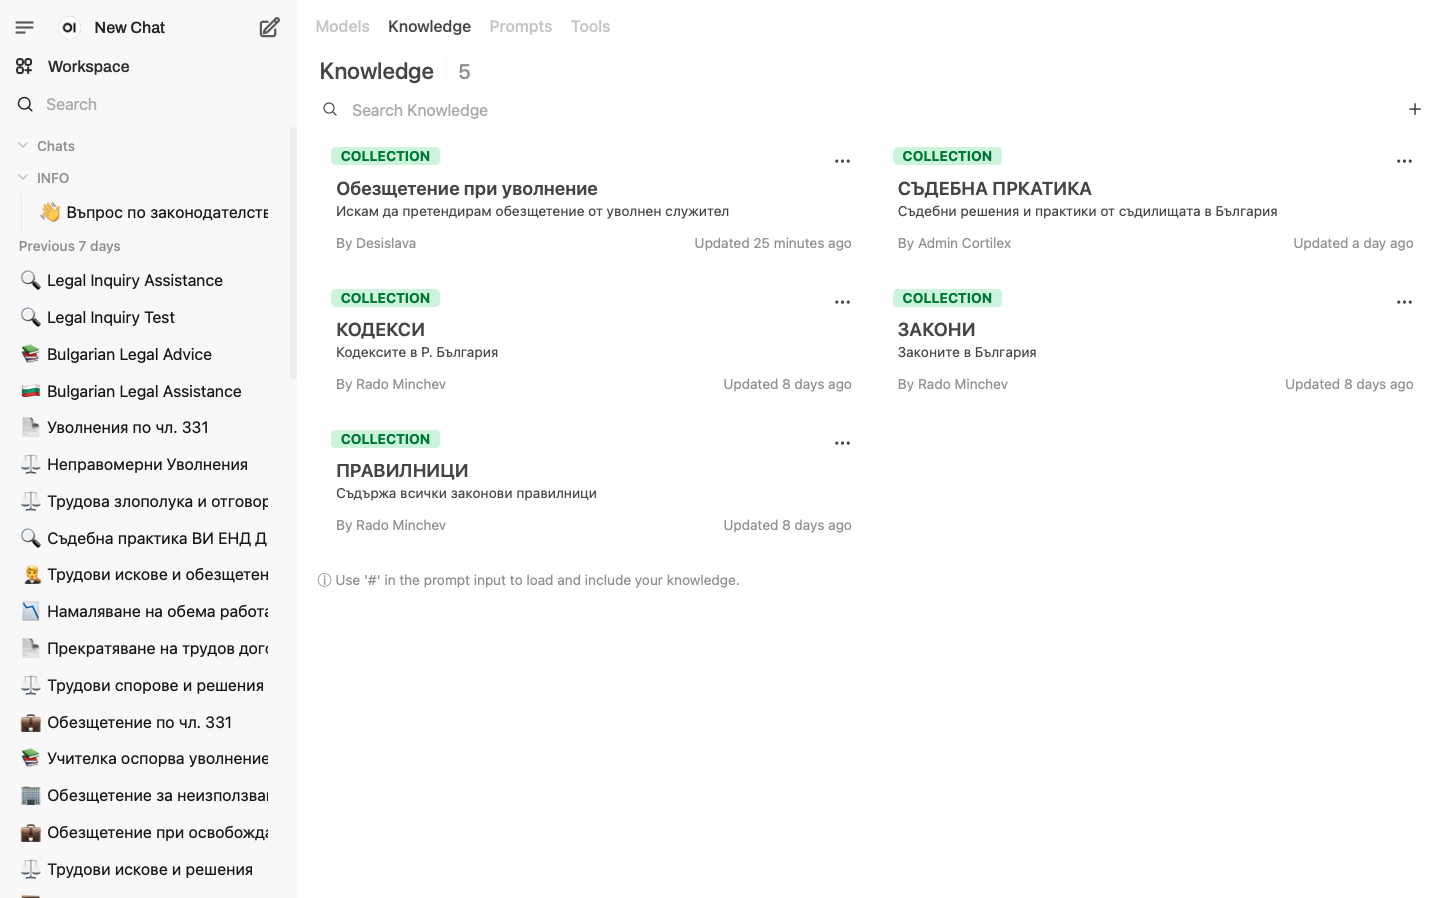 OI New Chat
Workspace
Search
Chats
INFO
Въпрос по законодателств
Previous 7 days
Legal Inquiry Assistance
Legal Inquiry Test
Bulgarian Legal Advice
Bulgarian Legal Assistance
Уволнения по чл. 331
Неправомерни Уволнения
Трудова злополука и отговор
Съдебна практика ВИ ЕНД Д
Трудови искове и обезщетен
Намаляване на обема работа
Прекратяване на трудов дого
Трудови спорове и решения
Обезщетение по чл. 331
Учителка оспорва уволнение
Обезщетение за неизползва
Обезщетение при освобожда
Трудови искове и решения
Models Knowledge Prompts Tools
Knowledge 5
Search Knowledge
COLLECTION
Обезщетение при уволнение
Искам да претендирам обезщетение от уволнен служител
By Desislava Updated 25 minutes ago
COLLECTION
СЪДЕБНА ПРКАТИКА
Съдебни решения и практики от съдилищата в България
By Admin Cortilex Updated a day ago
COLLECTION
КОДЕКСИ
Кодексите в Р. България
By Rado Minchev Updated 8 days ago
COLLECTION
ЗАКОНИ
Законите в България
By Rado Minchev Updated 8 days ago
COLLECTION
ПРАВИЛНИЦИ
Съдържа всички законови правилници
By Rado Minchev Updated 8 days ago
ⓘ Use '#' in the prompt input to load and include your knowledge.